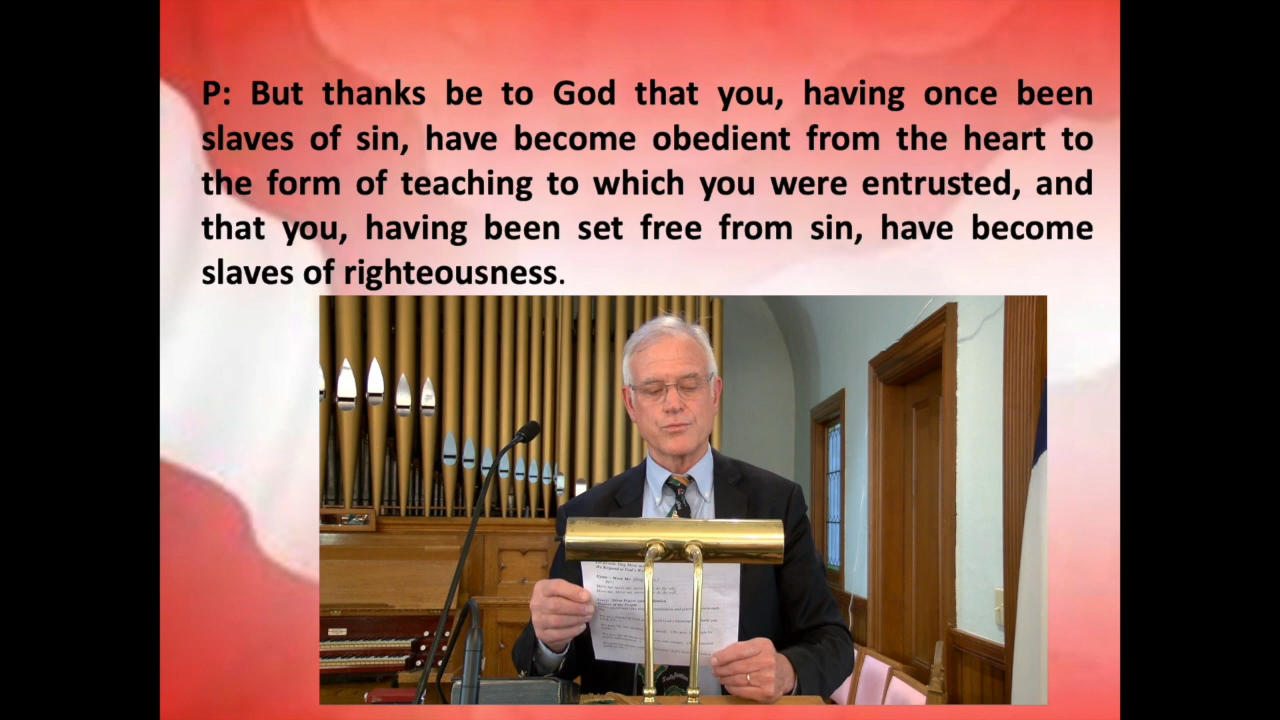 P: But thanks be to God that you, having once been
slaves of sin, have become obedient from the heart to
the form of teaching to which you were entrusted, and
that you, having been set free from sin, have become
slaves of righteousness.